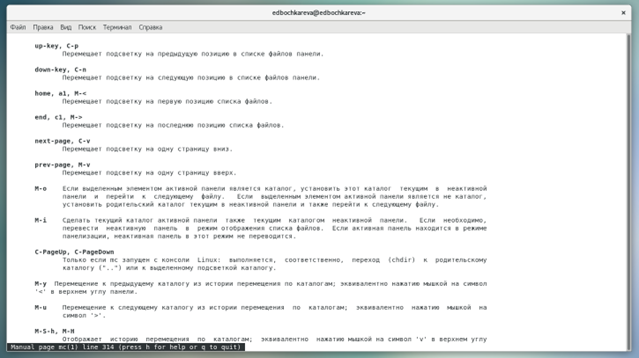 edbochkareva@edbochkareva:~
Файл Правка Вид Поиск Терминал Справка
up-key, C-p
Перемещает подсветку на предыдущую позицию в списке файлов панели.
down-key, C-n
Перемещает подсветку на следующую позицию в списке файлов панели.
home, a1, M-<
Перемещает подсветку на первую позицию списка файлов.
end, c1, M->
Перемещает подсветку на последнюю позицию списка файлов.
next-page, C-v
Перемещает подсветку на одну страницу вниз.
prev-page, M-v
Перемещает подсветку на одну страницу вверх.
M-o Если выделенным элементом активной панели является каталог, установить этот каталог текущим в неактивной
панели и перейти к следующему файлу. Если выделенным элементом активной панели является не каталог,
установить родительский каталог текущим в неактивной панели и также перейти к следующему файлу.
M-i Сделать текущий каталог активной панели также текущим каталогом неактивной панели. Если необходимо,
перевести неактивную панель в режим отображения списка файлов. Если активная панель находится в режиме
панелизации, неактивная панель в этот режим не переводится.
C-PageUp, C-PageDown
Только если mc запущен с консоли Linux: выполняется, соответственно, переход (chdir) к родительскому
каталогу ("..") или к выделенному подсветкой каталогу.
M-y Перемещение к предыдущему каталогу из истории перемещения по каталогам; эквивалентно нажатию мышкой на символ
'<' в верхнем углу панели.
M-u Перемещение к следующему каталогу из истории перемещения по каталогам; эквивалентно нажатию мышкой на
символ '>'.
M-S-h, M-H
Отображает историю перемещения по каталогам; эквивалентно нажатию мышкой на символ 'v' в верхнем углу
Manual page mc(1) line 314 (press h for help or q to quit)